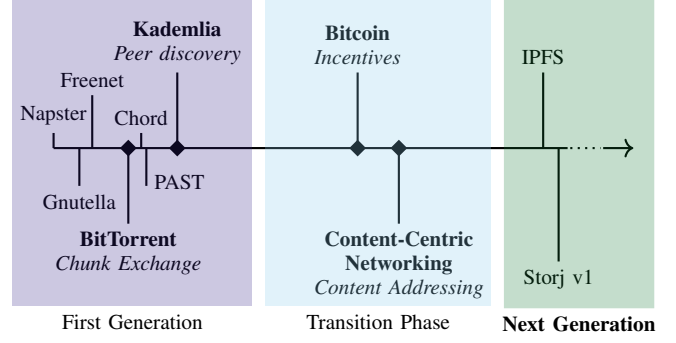 Kademlia
Peer discovery
Freenet
Napster
Chord
PAST
Gnutella
BitTorrent
Chunk Exchange
First Generation
Bitcoin
Incentives
Content-Centric
Networking
Content Addressing
Transition Phase
IPFS
Storj v1
Next Generation